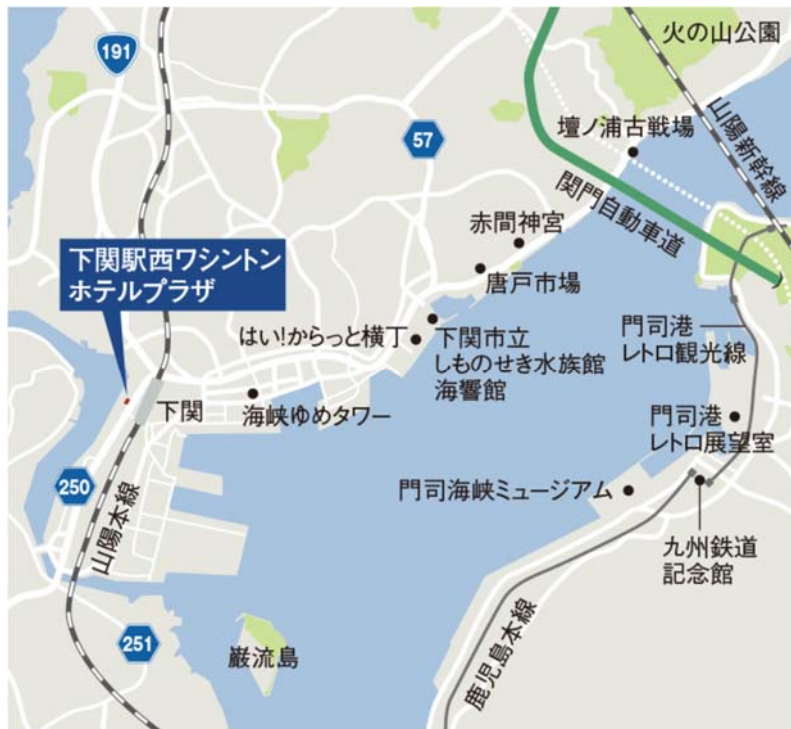 191
火の山公園
山陽新幹線
57
壇ノ浦古戦場
関門自動車道
赤間神宮
唐戸市場
下関駅西ワシントン
ホテルプラザ
はい!からっと横丁
下関市立
しものせき水族館
海響館
門司港
レトロ観光線
下関
海峡ゆめタワー
門司港
レトロ展望室
250
山陽本線
門司海峡ミュージアム
九州鉄道
記念館
251
巌流島
鹿児島本線